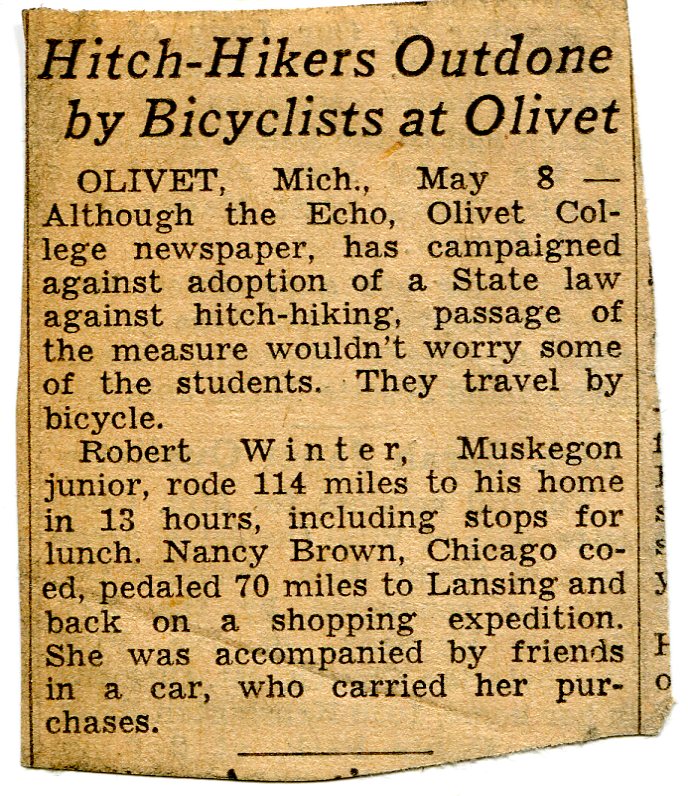 Hitch-Hikers Outdone
by Bicyclists at Olivet
OLIVET, Mich., May 8 —
Although the Echo, Olivet Col-
lege newspaper, has campaigned
against adoption of a State law
against hitch-hiking, passage of
the measure wouldn't worry some
of the students. They travel by
bicycle.
Robert Winter, Muskegon
junior, rode 114 miles to his home
in 13 hours, including stops for
lunch. Nancy Brown, Chicago co-
ed, pedaled 70 miles to Lansing and
back on a shopping expedition.
She was accompanied by friends
in a car, who carried her pur-
chases.